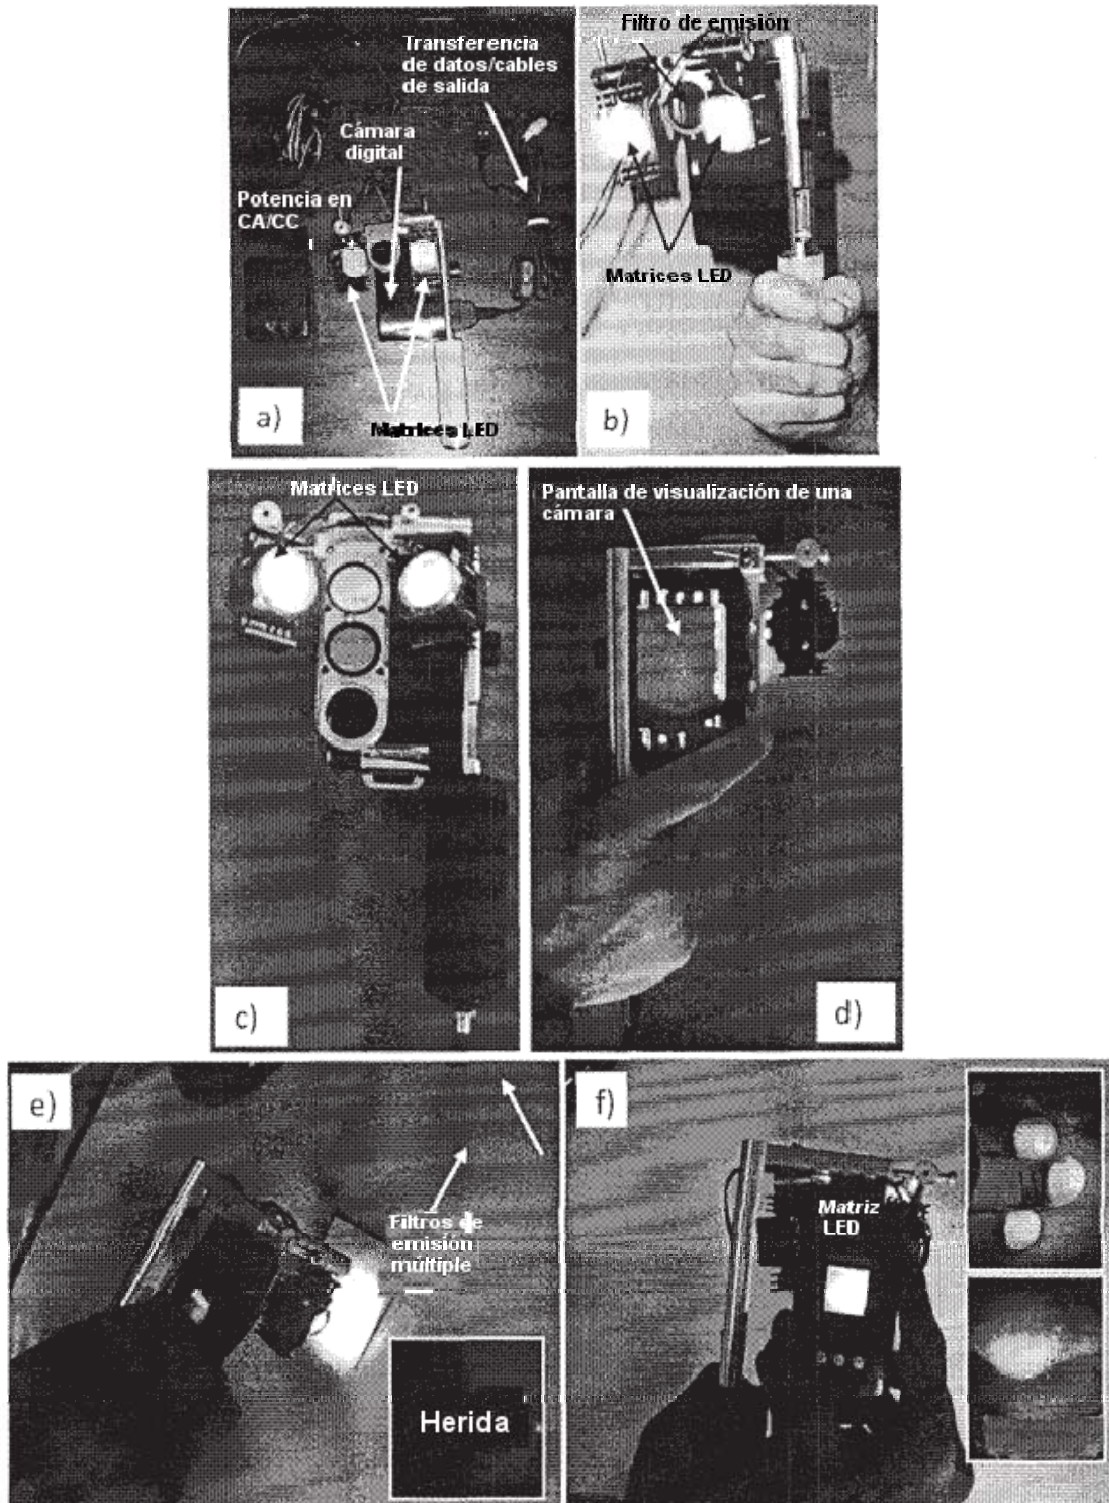 Transferencia
de datos/cables
de salida
Cámara
digital
Potencia en
CA/CC
Matrices LED
a)
Filtro de emisión
Matrices LED
b)
Matrices LED
c)
Pantalla de visualización de una
cámara
d)
e)
Filtros de
emisión
múltiple
Herida
f)
Matriz
LED